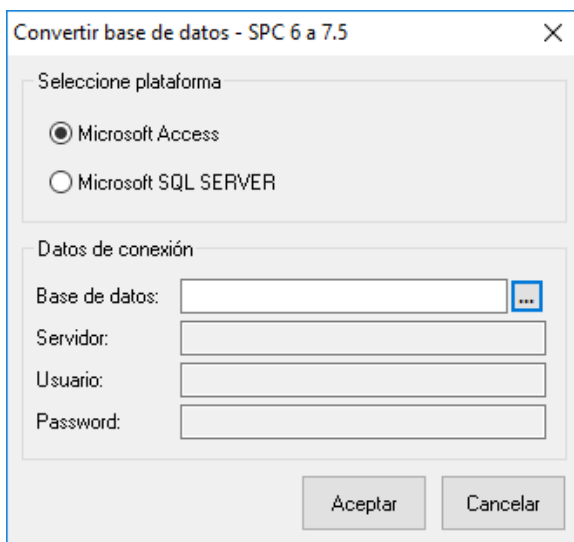 Convertir base de datos - SPC 6 a 7.5
Seleccione plataforma
Microsoft Access
Microsoft SQL SERVER
Datos de conexión
Base de datos: ...
Servidor:
Usuario:
Password:
Aceptar Cancelar